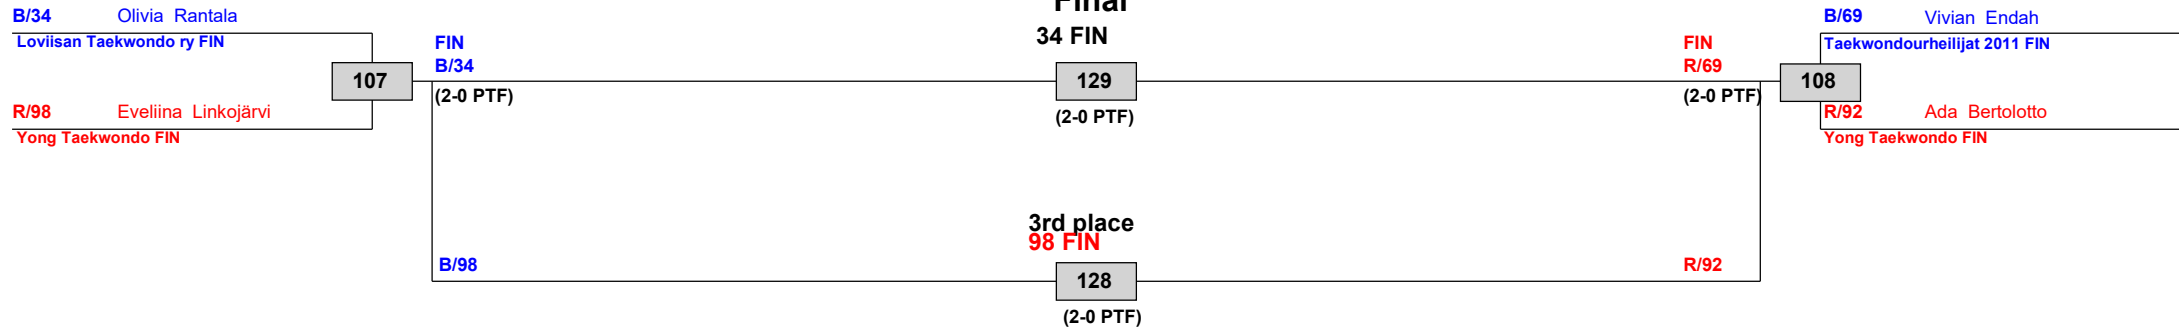 Final
B/34 Olivia Rantala
Loviisan Taekwondo ry FIN
FIN
B/34
(2-0 PTF)
107
R/98 Eveliina Linkojärvi
Yong Taekwondo FIN
34 FIN
129
(2-0 PTF)
FIN
R/69
(2-0 PTF)
108
B/69 Vivian Endah
Taekwondourheilijat 2011 FIN
R/92 Ada Bertolotto
Yong Taekwondo FIN
3rd place
98 FIN
B/98
128
R/92
(2-0 PTF)